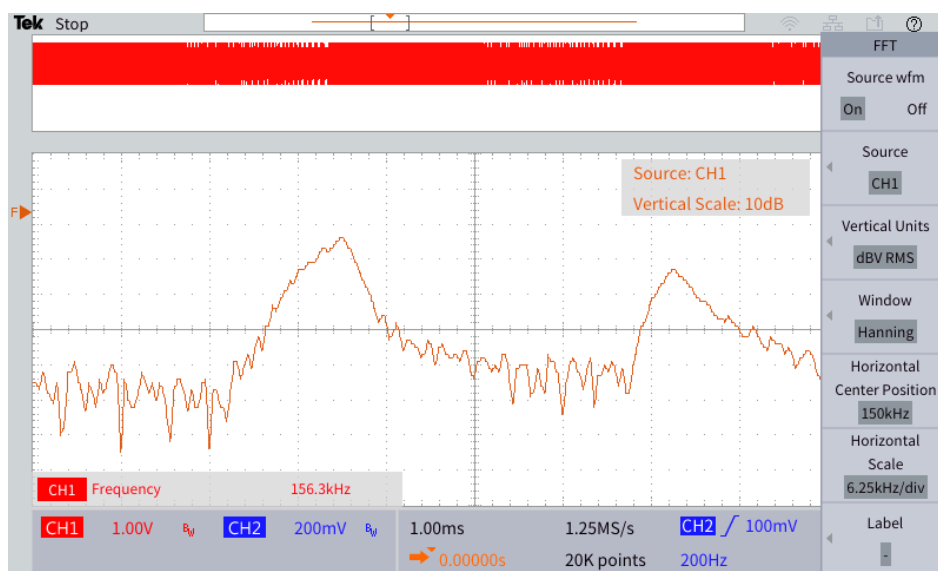 Tek Stop
FFT
Source wfm
On Off
Source
CH1
Vertical Units
dBV RMS
Window
Hanning
Horizontal
Center Position
150kHz
Horizontal
Scale
6.25kHz/div
Label
-
Source: CH1
Vertical Scale: 10dB
F
CH1 Frequency 156.3kHz
CH1 1.00V BW CH2 200mV BW
1.00ms 1.25MS/s CH2 100mV
0.00000s 20K points 200Hz